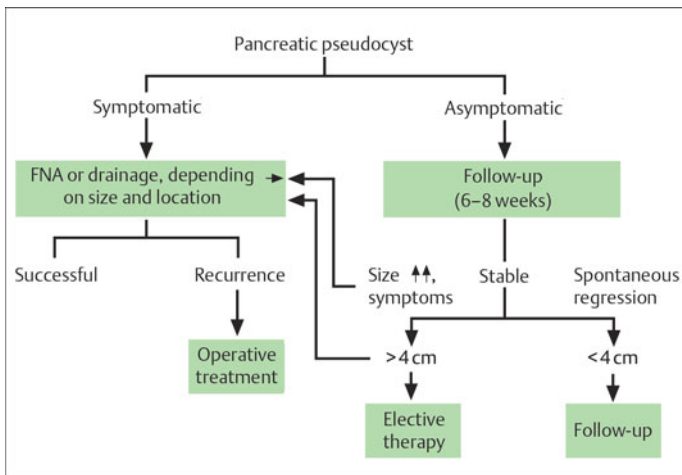 Pancreatic pseudocyst
Symptomatic
Asymptomatic
FNA or drainage, depending
on size and location
Follow-up
(6–8 weeks)
Successful
Recurrence
Size ↑↑,
symptoms
Stable
Spontaneous
regression
Operative
treatment
>4 cm
<4 cm
Elective
therapy
Follow-up